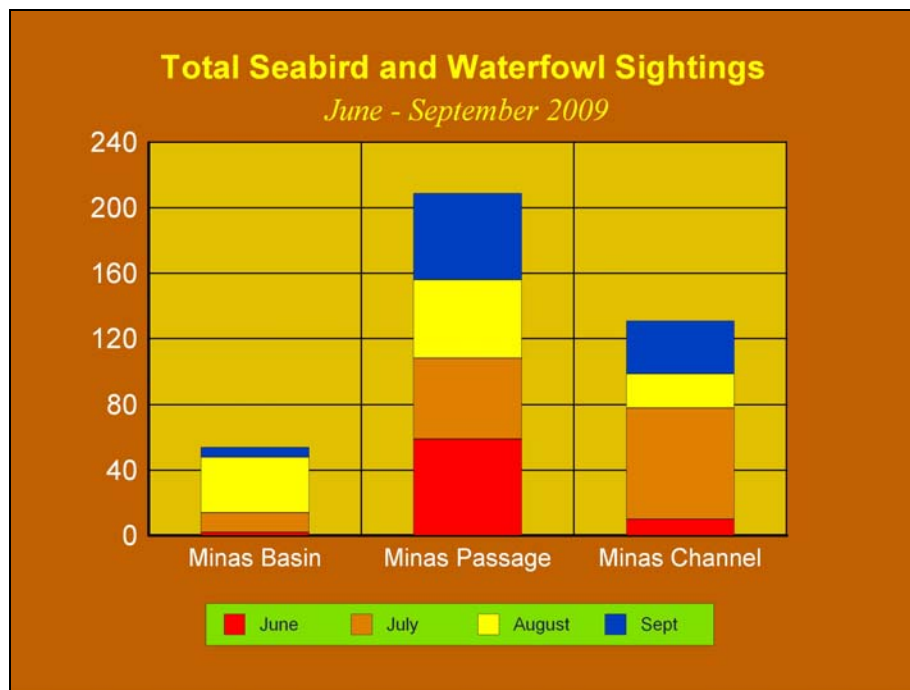 Total Seabird and Waterfowl Sightings
June - September 2009
240
200
160
120
80
40
0
Minas Basin Minas Passage Minas Channel
June July August Sept